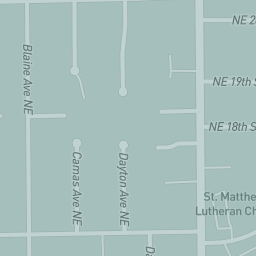 NE 2
Blaine Ave NE
NE 19th S
NE 18th S
Camas Ave NE
Dayton Ave NE
St. Matthe
Lutheran Ch
Da